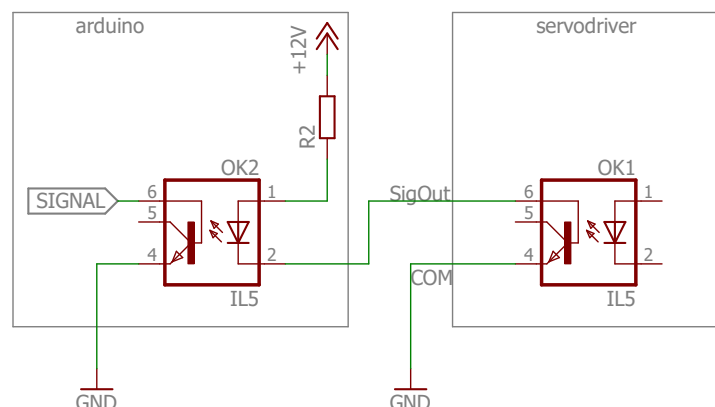 arduino
servodriver
+12V
R2
OK2
OK1
SIGNAL
6
5
4
1
2
SigOut
COM
6
5
4
1
2
IL5
IL5
GND
GND